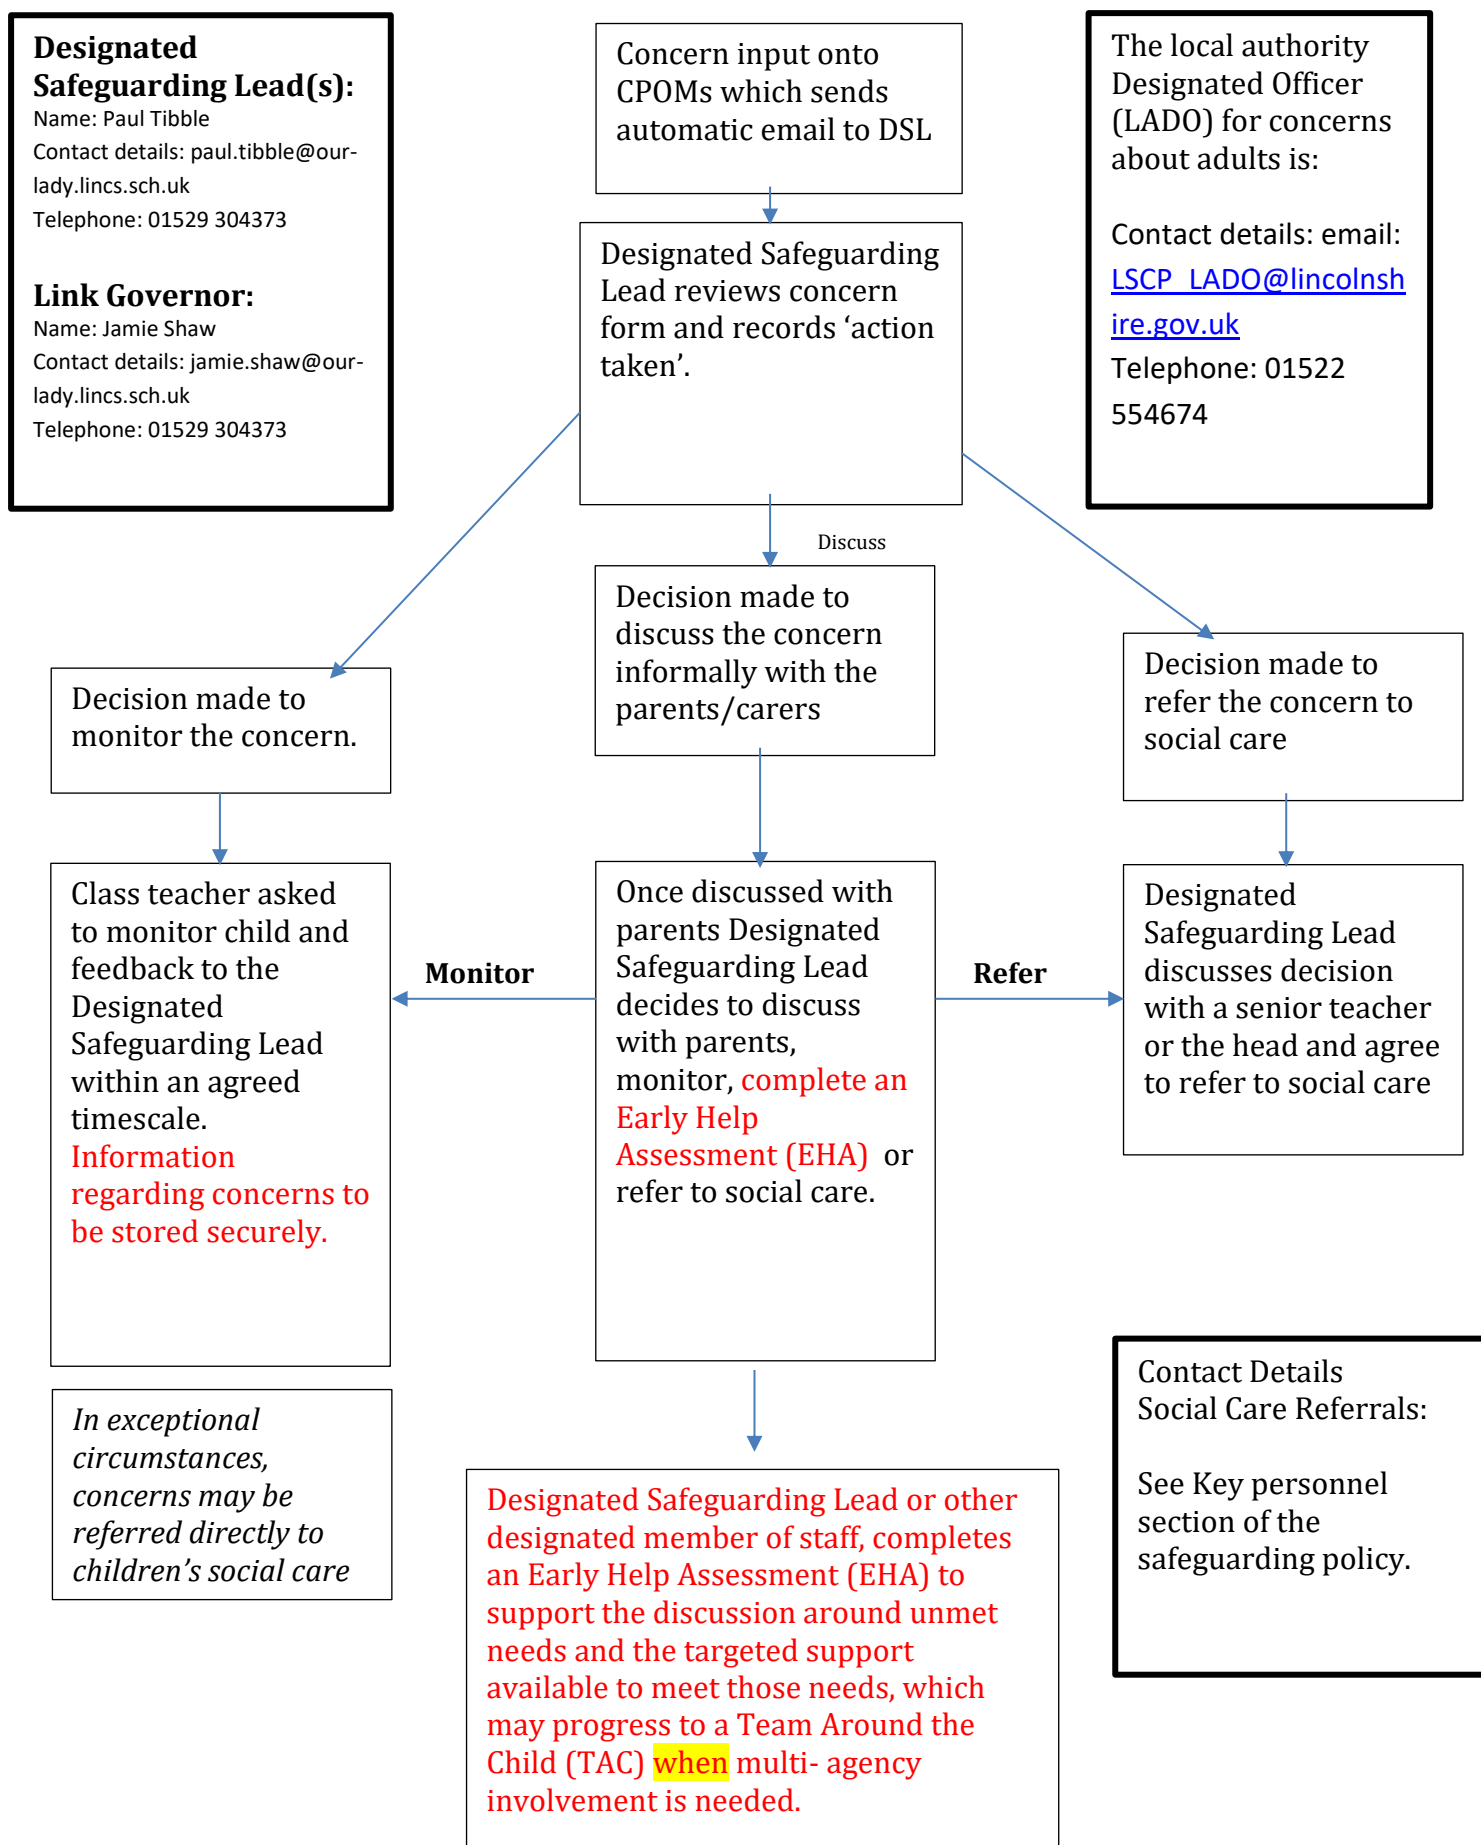 Designated
Safeguarding Lead(s):
Name: Paul Tibble
Contact details: paul.tibble@our-
lady.lincs.sch.uk
Telephone: 01529 304373
Link Governor:
Name: Jamie Shaw
Contact details: jamie.shaw@our-
lady.lincs.sch.uk
Telephone: 01529 304373
Concern input onto
CPOMs which sends
automatic email to DSL
The local authority
Designated Officer
(LADO) for concerns
about adults is:
Contact details: email:
LSCP_LADO@lincolnsh
ire.gov.uk
Telephone: 01522
554674
Designated Safeguarding
Lead reviews concern
form and records ‘action
taken’.
Discuss
Decision made to
monitor the concern.
Decision made to
discuss the concern
informally with the
parents/carers
Decision made to
refer the concern to
social care
Class teacher asked
to monitor child and
feedback to the
Designated
Safeguarding Lead
within an agreed
timescale.
Information
regarding concerns to
be stored securely.
Monitor
Once discussed with
parents Designated
Safeguarding Lead
decides to discuss
with parents,
monitor, complete an
Early Help
Assessment (EHA)  or
refer to social care.
Refer
Designated
Safeguarding Lead
discusses decision
with a senior teacher
or the head and agree
to refer to social care
In exceptional
circumstances,
concerns may be
referred directly to
children’s social care
Designated Safeguarding Lead or other
designated member of staff, completes
an Early Help Assessment (EHA) to
support the discussion around unmet
needs and the targeted support
available to meet those needs, which
may progress to a Team Around the
Child (TAC) when multi- agency
involvement is needed.
Contact Details
Social Care Referrals:
See Key personnel
section of the
safeguarding policy.